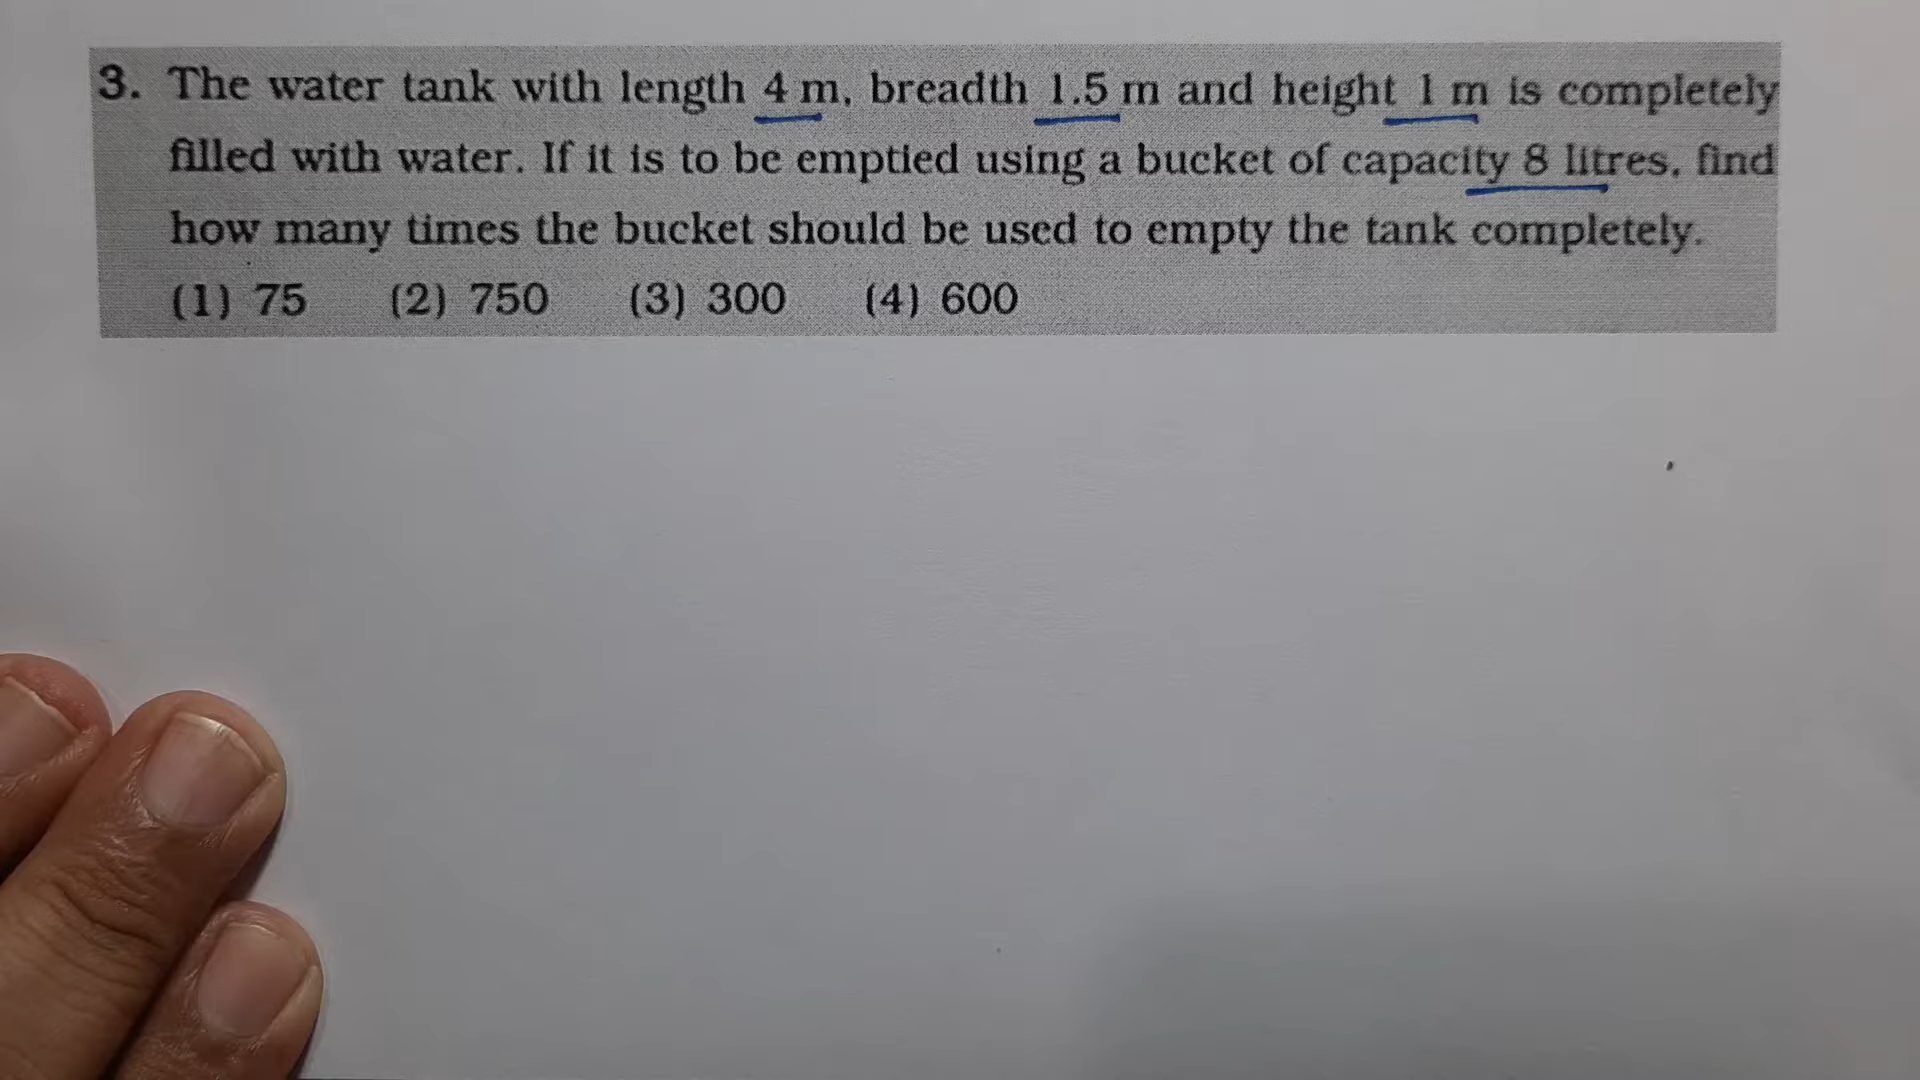 3. The water tank with length 4 m, breadth 1.5 m and height 1 m is completely
filled with water. If it is to be emptied using a bucket of capacity 8 litres, find
how many times the bucket should be used to empty the tank completely.
(1) 75 (2) 750 (3) 300 (4) 600